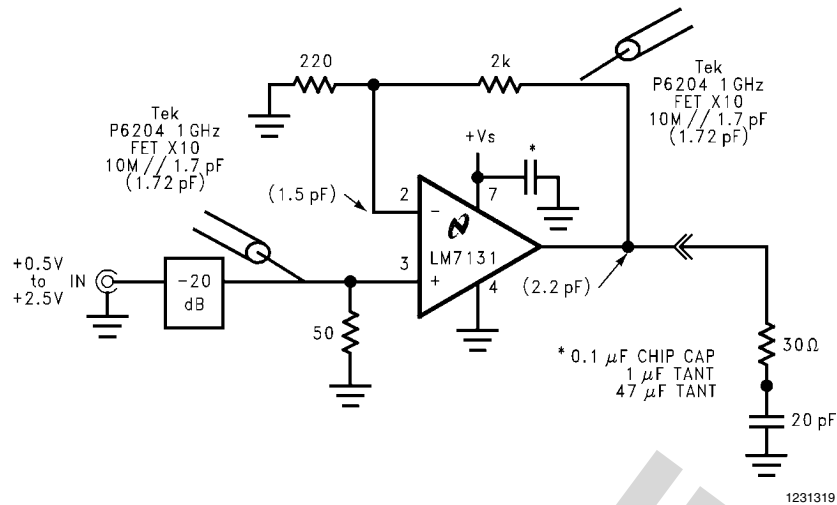 220
2k
Tek
P6204 1 GHz
FET X10
10M // 1.7 pF
(1.72 pF)
Tek
P6204 1 GHz
FET X10
10M // 1.7 pF
(1.72 pF)
+Vs
*
(1.5 pF)
2
7
-
LM7131
3
+
4
(2.2 pF)
+0.5V
to
+2.5V
IN
-20
dB
50
30Ω
* 0.1 μF CHIP CAP
1 μF TANT
47 μF TANT
20 pF
1231319